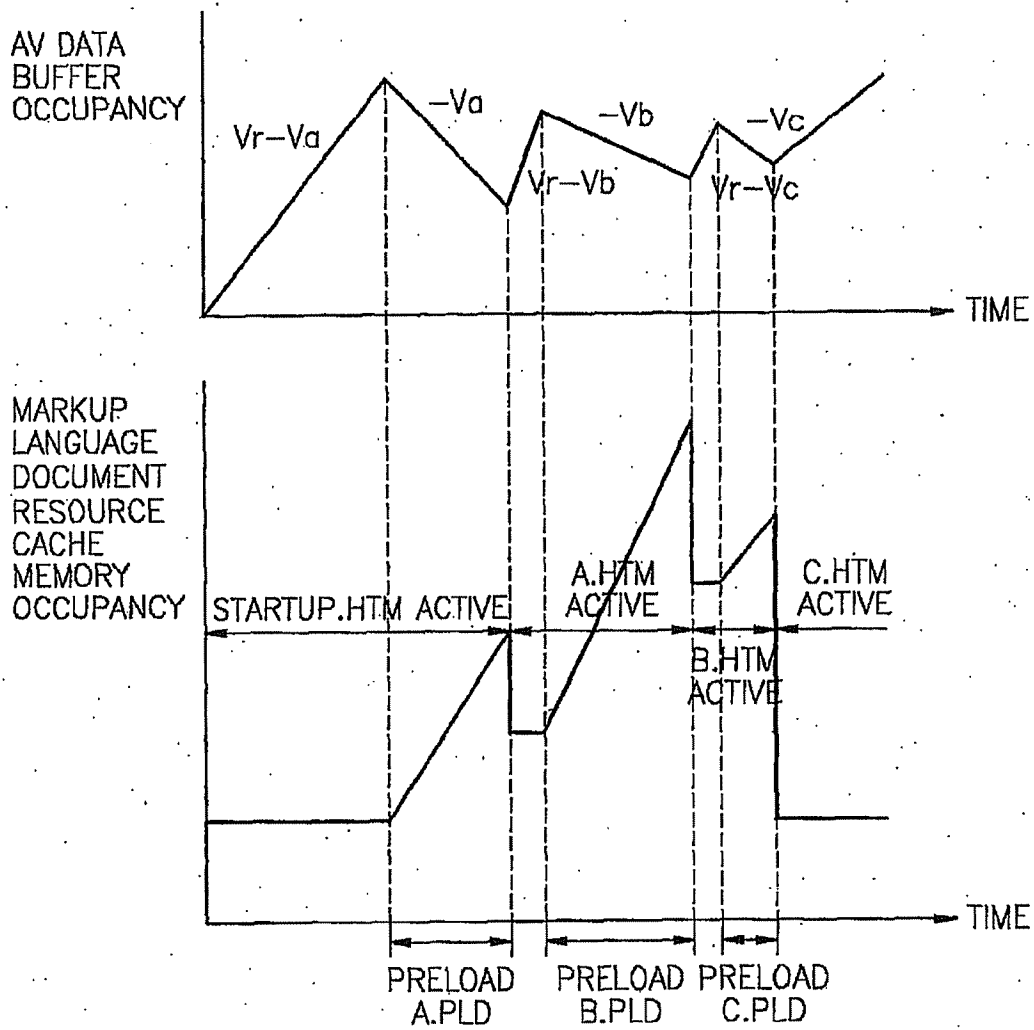 AV DATA
BUFFER
OCCUPANCY
Vr-Va
-Va
Vr-Vb
-Vb
Vr-Vc
-Vc
TIME
MARKUP
LANGUAGE
DOCUMENT
RESOURCE
CACHE
MEMORY
OCCUPANCY
STARTUP.HTM ACTIVE
A.HTM
ACTIVE
B.HTM
ACTIVE
C.HTM
ACTIVE
TIME
PRELOAD
A.PLD
PRELOAD
B.PLD
PRELOAD
C.PLD